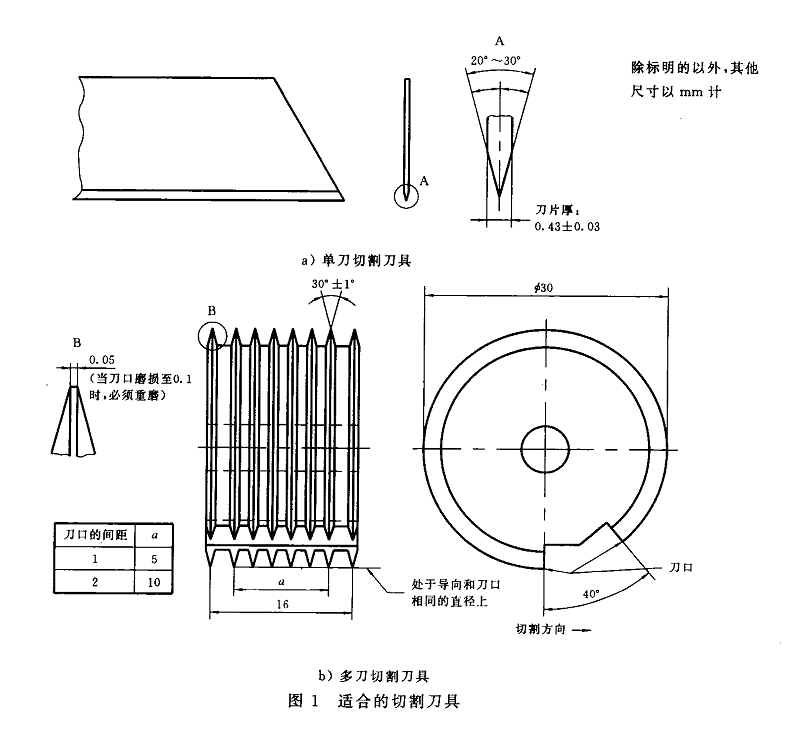 A
20°～30°
除标明的以外,其他
尺寸以 mm 计
A
刀片厚：
0.43±0.03
a）单刀切割刀具
30°±1°
ϕ30
B
B
0.05
（当刀口磨损至0.1
时,必须重磨）
刀口的间距 a
1 5
2 10
a
16
处于导向和刀口
相同的直径上
刀口
40°
切割方向
b）多刀切割刀具
图 1 适合的切割刀具